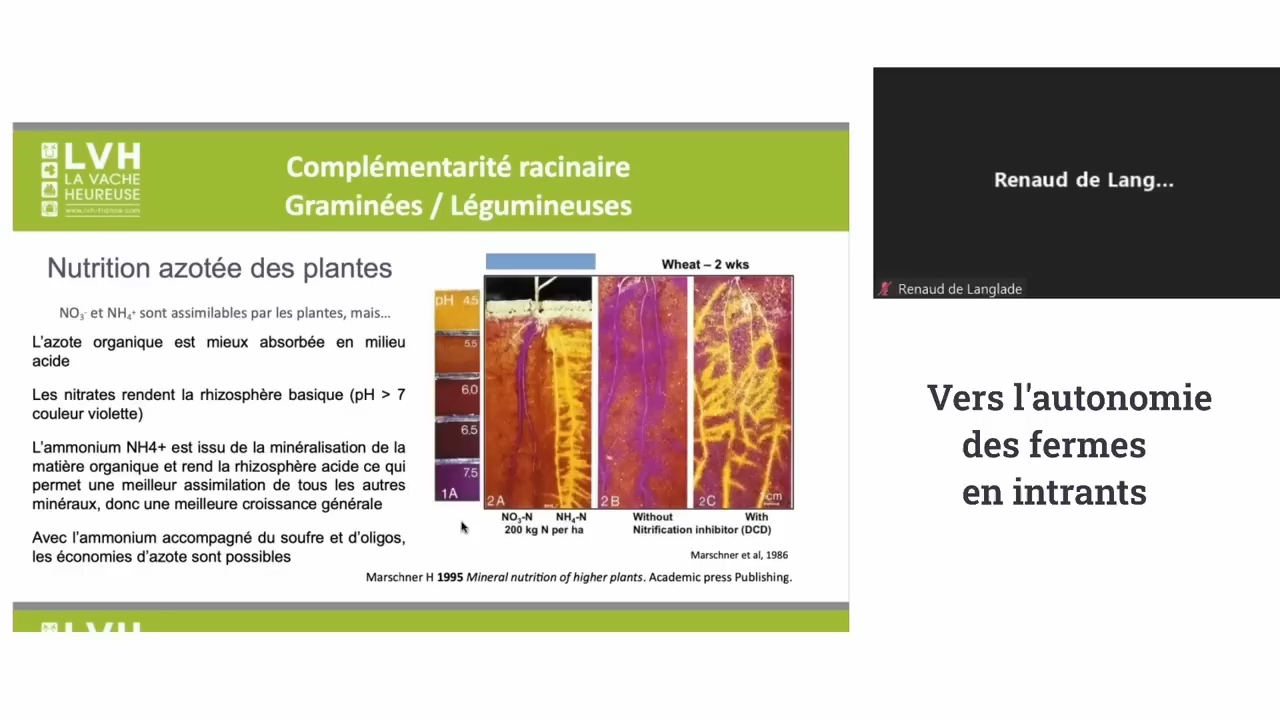 LVH
LA VACHE
HEUREUSE
Complémentarité racinaire
Graminées / Légumineuses
Nutrition azotée des plantes
NO3- et NH4+ sont assimilables par les plantes, mais...
L'azote organique est mieux absorbée en milieu
acide
Les nitrates rendent la rhizosphère basique (pH > 7
couleur violette)
L'ammonium NH4+ est issu de la minéralisation de la
matière organique et rend la rhizosphère acide ce qui
permet une meilleur assimilation de tous les autres
minéraux, donc une meilleure croissance générale
Avec l'ammonium accompagné du soufre et d'oligos,
les économies d'azote sont possibles
Wheat – 2 wks
pH 4.5
5.5
6.0
6.5
7.5
1A
2A
2B
2C
1cm
NO3-N NH4-N
200 kg N per ha
Without With
Nitrification inhibitor (DCD)
Marschner et al, 1986
Marschner H 1995 Mineral nutrition of higher plants. Academic press Publishing.
Renaud de Lang...
Renaud de Langlade
Vers l'autonomie
des fermes
en intrants